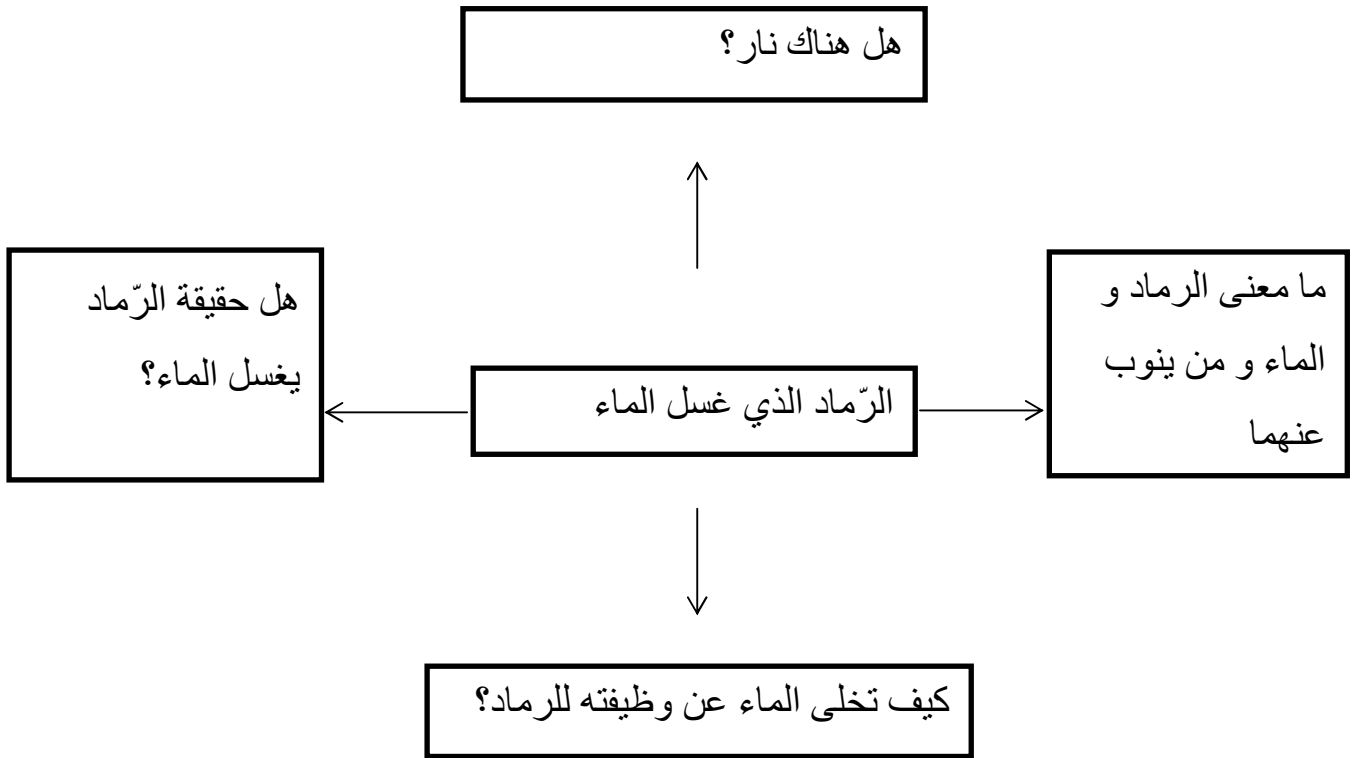 هل هناك نار؟
ما معنى الرماد و
الماء و من ينوب
عنهما
الرّماد الذي غسل الماء
هل حقيقة الرّماد
يغسل الماء؟
كيف تخلى الماء عن وظيفته للرماد؟